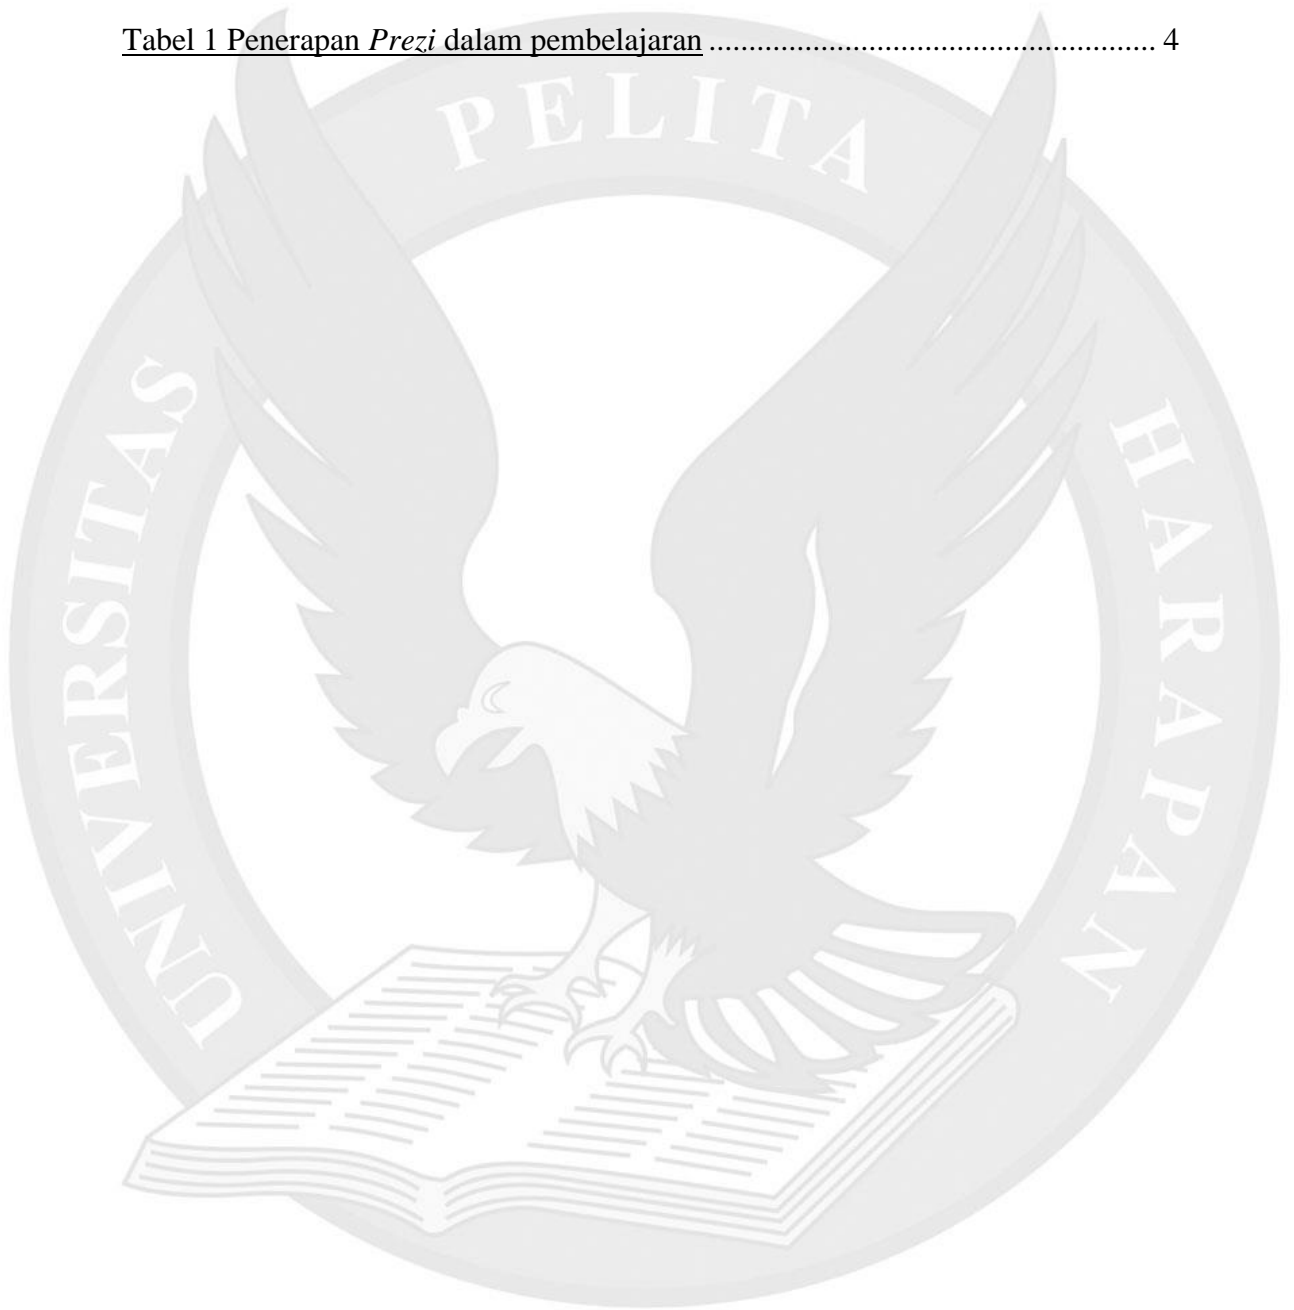 Tabel 1 Penerapan Prezi dalam pembelajaran ........................................................ 4
UNIVERSITAS
PELITA
HARAPAN